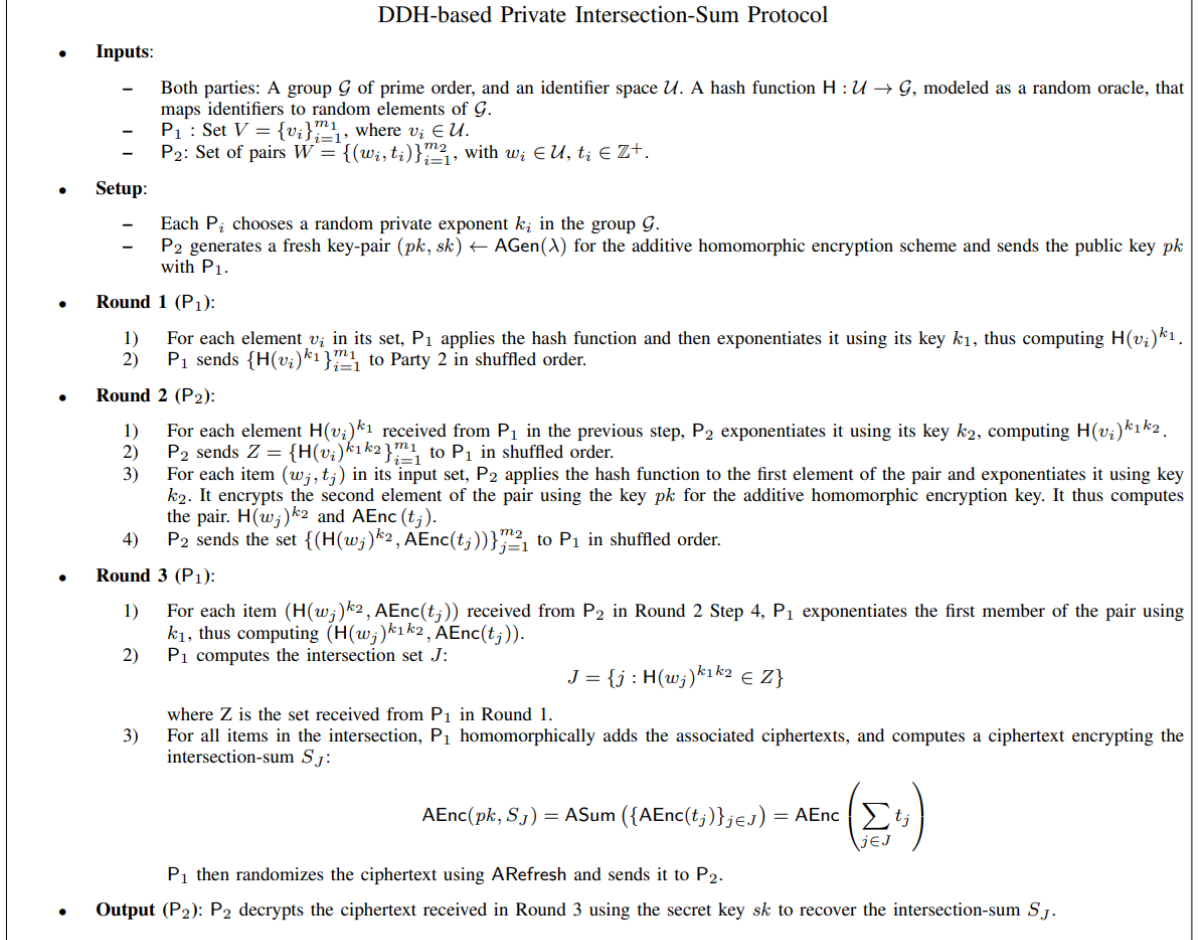 DDH-based Private Intersection-Sum Protocol
• Inputs:
– Both parties: A group 𝒢 of prime order, and an identifier space 𝒰. A hash function H : 𝒰 → 𝒢, modeled as a random oracle, that
maps identifiers to random elements of 𝒢.
– P₁ : Set V = {vᵢ}ᵢ₌₁^{m₁}, where vᵢ ∈ 𝒰.
– P₂: Set of pairs W = {(wᵢ, tᵢ)}ᵢ₌₁^{m₂}, with wᵢ ∈ 𝒰, tᵢ ∈ ℤ⁺.
• Setup:
– Each Pᵢ chooses a random private exponent kᵢ in the group 𝒢.
– P₂ generates a fresh key-pair (pk, sk) ← AGen(λ) for the additive homomorphic encryption scheme and sends the public key pk
with P₁.
• Round 1 (P₁):
1) For each element vᵢ in its set, P₁ applies the hash function and then exponentiates it using its key k₁, thus computing H(vᵢ)^{k₁}.
2) P₁ sends {H(vᵢ)^{k₁}}ᵢ₌₁^{m₁} to Party 2 in shuffled order.
• Round 2 (P₂):
1) For each element H(vᵢ)^{k₁} received from P₁ in the previous step, P₂ exponentiates it using its key k₂, computing H(vᵢ)^{k₁k₂}.
2) P₂ sends Z = {H(vᵢ)^{k₁k₂}}ᵢ₌₁^{m₁} to P₁ in shuffled order.
3) For each item (wⱼ, tⱼ) in its input set, P₂ applies the hash function to the first element of the pair and exponentiates it using key
k₂. It encrypts the second element of the pair using the key pk for the additive homomorphic encryption key. It thus computes
the pair. H(wⱼ)^{k₂} and AEnc (tⱼ).
4) P₂ sends the set {(H(wⱼ)^{k₂}, AEnc(tⱼ))}ⱼ₌₁^{m₂} to P₁ in shuffled order.
• Round 3 (P₁):
1) For each item (H(wⱼ)^{k₂}, AEnc(tⱼ)) received from P₂ in Round 2 Step 4, P₁ exponentiates the first member of the pair using
k₁, thus computing (H(wⱼ)^{k₁k₂}, AEnc(tⱼ)).
2) P₁ computes the intersection set J:
J = {j : H(wⱼ)^{k₁k₂} ∈ Z}
where Z is the set received from P₁ in Round 1.
3) For all items in the intersection, P₁ homomorphically adds the associated ciphertexts, and computes a ciphertext encrypting the
intersection-sum S_J:
AEnc(pk, S_J) = ASum ({AEnc(tⱼ)}_{j∈J}) = AEnc (∑_{j∈J} tⱼ)
P₁ then randomizes the ciphertext using ARefresh and sends it to P₂.
• Output (P₂): P₂ decrypts the ciphertext received in Round 3 using the secret key sk to recover the intersection-sum S_J.